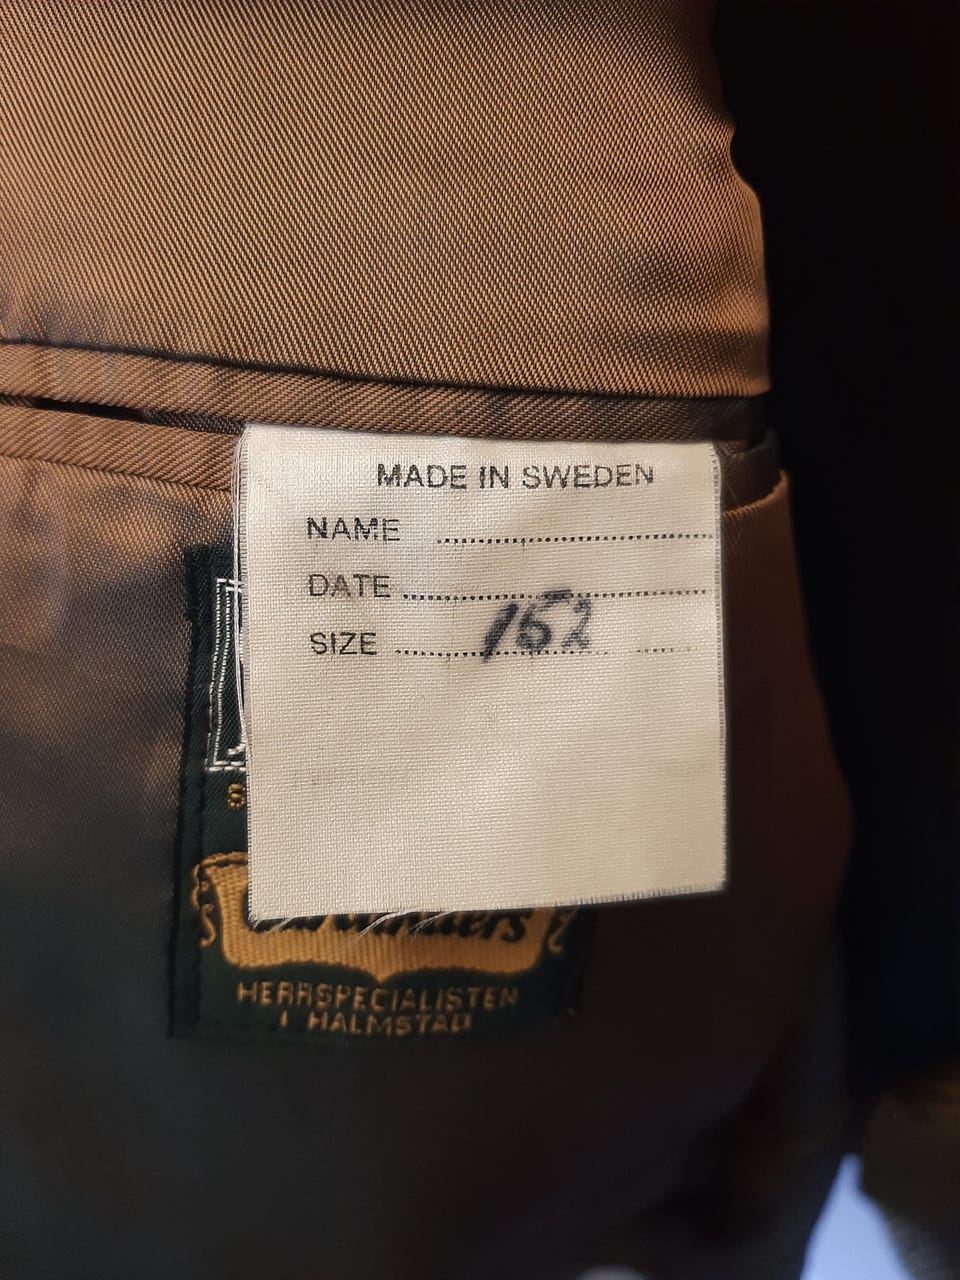 MADE IN SWEDEN
NAME
DATE
SIZE 152
HERRSPECIALISTEN
I HALMSTAD